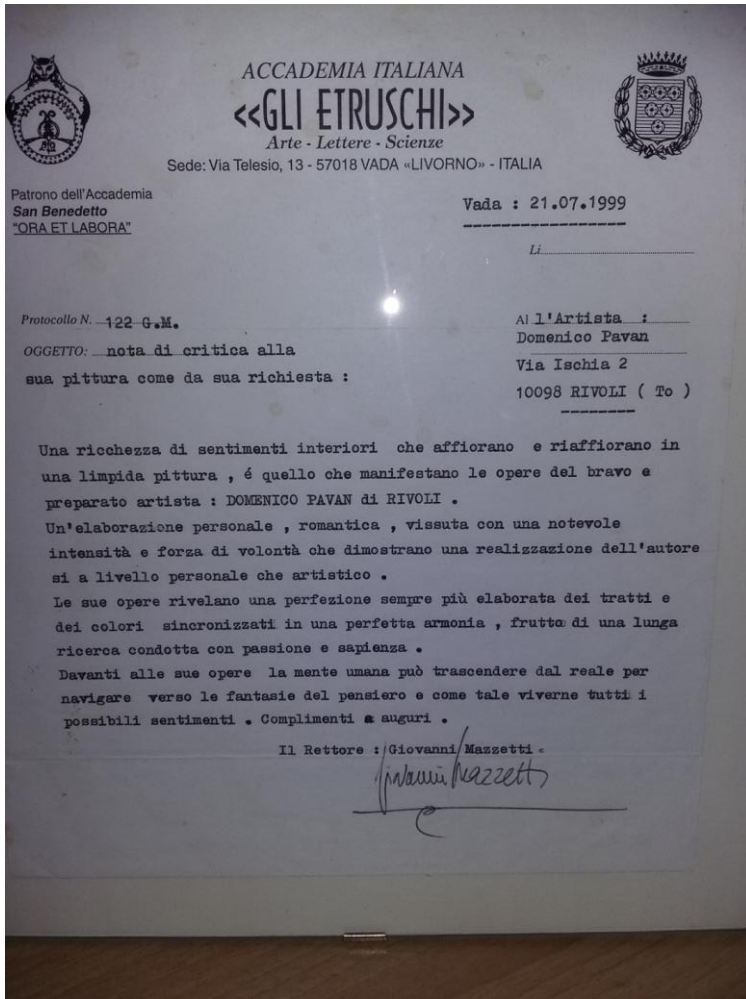 ACCADEMIA ITALIANA
«GLI ETRUSCHI»
Arte - Lettere - Scienze
Sede: Via Telesio, 13 - 57018 VADA «LIVORNO» - ITALIA
Patrono dell'Accademia
San Benedetto
"ORA ET LABORA"
Vada : 21.07.1999
Li
Protocollo N. 122 G.M.
OGGETTO: nota di critica alla
sua pittura come da sua richiesta :
Al l'Artista :
Domenico Pavan
Via Ischia 2
10098 RIVOLI ( To )
Una ricchezza di sentimenti interiori che affiorano e riaffiorano in
una limpida pittura , é quello che manifestano le opere del bravo e
preparato artista : DOMENICO PAVAN di RIVOLI .
Un'elaborazione personale , romantica , vissuta con una notevole
intensità e forza di volontà che dimostrano una realizzazione dell'autore
si a livello personale che artistico .
Le sue opere rivelano una perfezione sempre più elaborata dei tratti e
dei colori sincronizzati in una perfetta armonia , frutto di una lunga
ricerca condotta con passione e sapienza .
Davanti alle sue opere la mente umana può trascendere dal reale per
navigare verso le fantasie del pensiero e come tale viverne tutti i
possibili sentimenti . Complimenti e auguri .
Il Rettore : Giovanni Mazzetti .
Giovanni Mazzetti